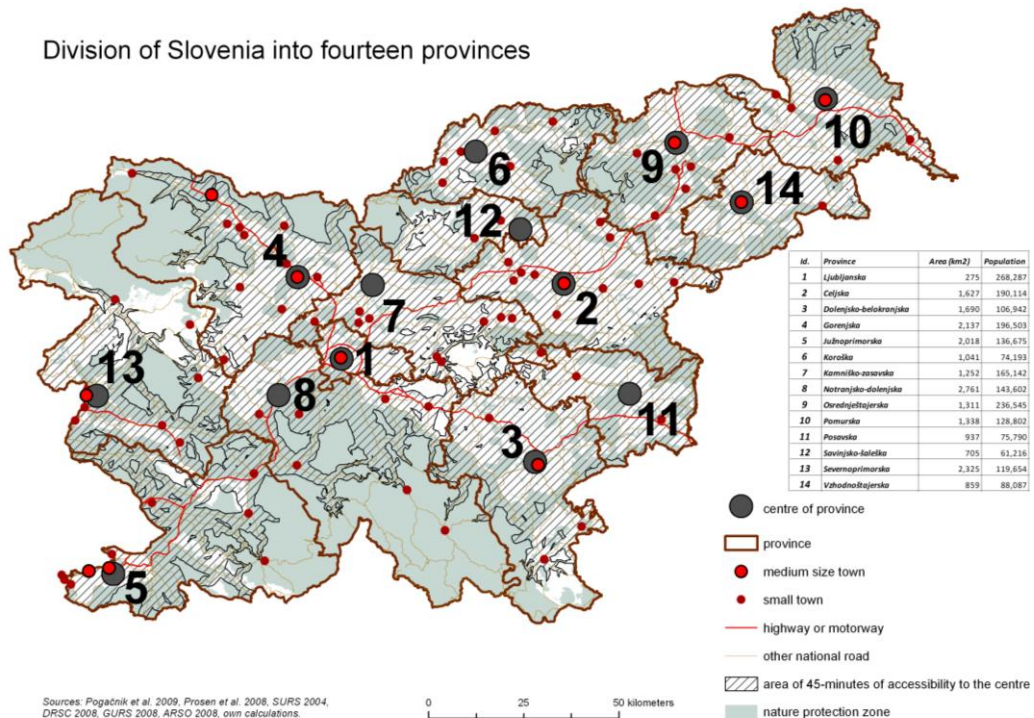 Division of Slovenia into fourteen provinces
6
10
9
14
12
4
2
7
13
1
8
11
3
5
Id. Province Area (km2) Population
1 Ljubljanska 275 268,287
2 Celjska 1,627 190,114
3 Dolenjsko-belokranjska 1,690 106,942
4 Gorenjska 2,137 196,503
5 Južnoprimorska 2,018 136,675
6 Koroška 1,041 74,193
7 Kamniško-zasavska 1,252 165,142
8 Notranjsko-dolenjska 2,761 143,602
9 Osrednještajerska 1,311 236,545
10 Pomurska 1,338 128,802
11 Posavska 937 75,790
12 Savinjsko-šaleška 705 61,216
13 Severnoprimorska 2,325 119,654
14 Vzhodnoštajerska 859 88,087
centre of province
province
medium size town
small town
highway or motorway
other national road
area of 45-minutes of accessibility to the centre
nature protection zone
Sources: Pogačnik et al. 2009, Prosen et al. 2008, SURS 2004,
DRSC 2008, GURS 2008, ARSO 2008, own calculations.
0 25 50 kilometers